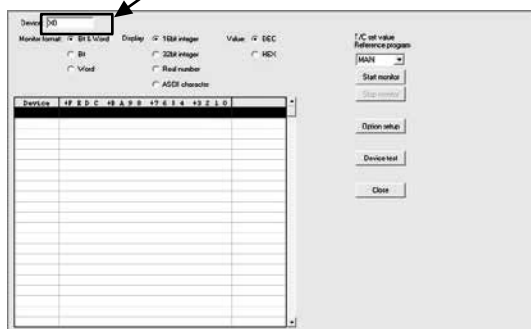 Device: X0
Monitor format: Bit & Word Display: 16bit integer Value: DEC
Bit 32bit integer HEX
Word Real number
ASCII character
T/C set value
Reference program
MAIN
Start monitor
Stop monitor
Option setup
Device test
Close
Device +F E D C +B A 9 8 +7 6 5 4 +3 2 1 0